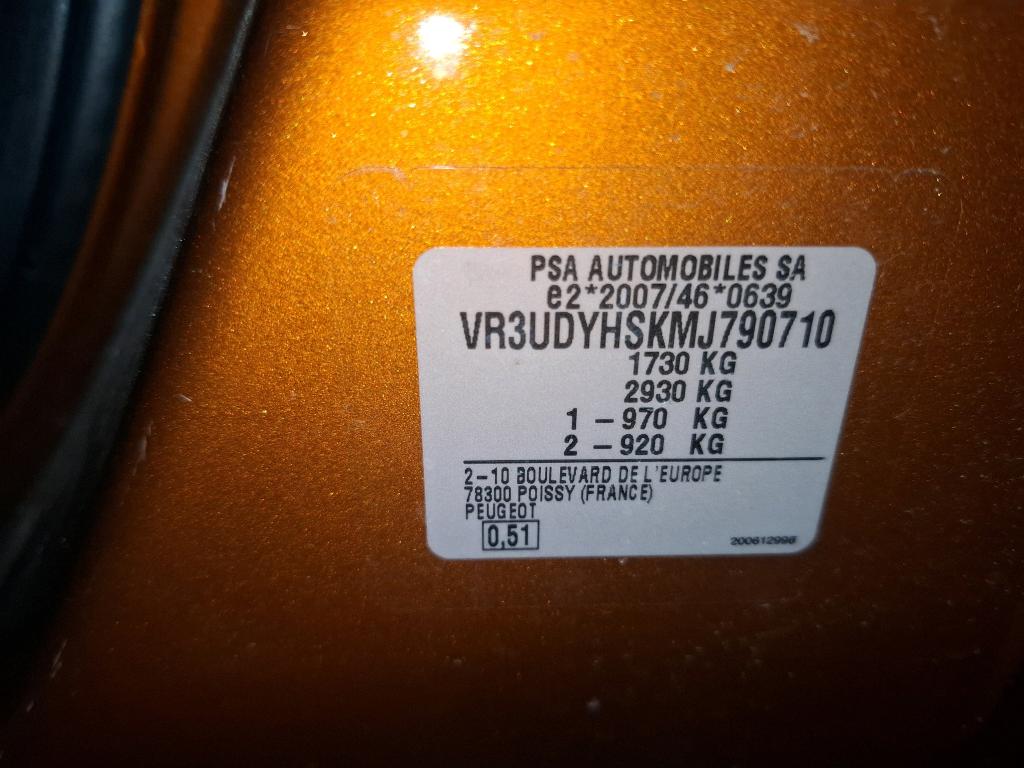 PSA AUTOMOBILES SA
e2*2007/46*0639
VR3UDYHSKMJ790710
1730 KG
2930 KG
1 – 970 KG
2 – 920 KG
2–10 BOULEVARD DE L'EUROPE
78300 POISSY (FRANCE)
PEUGEOT
0,51
200612996